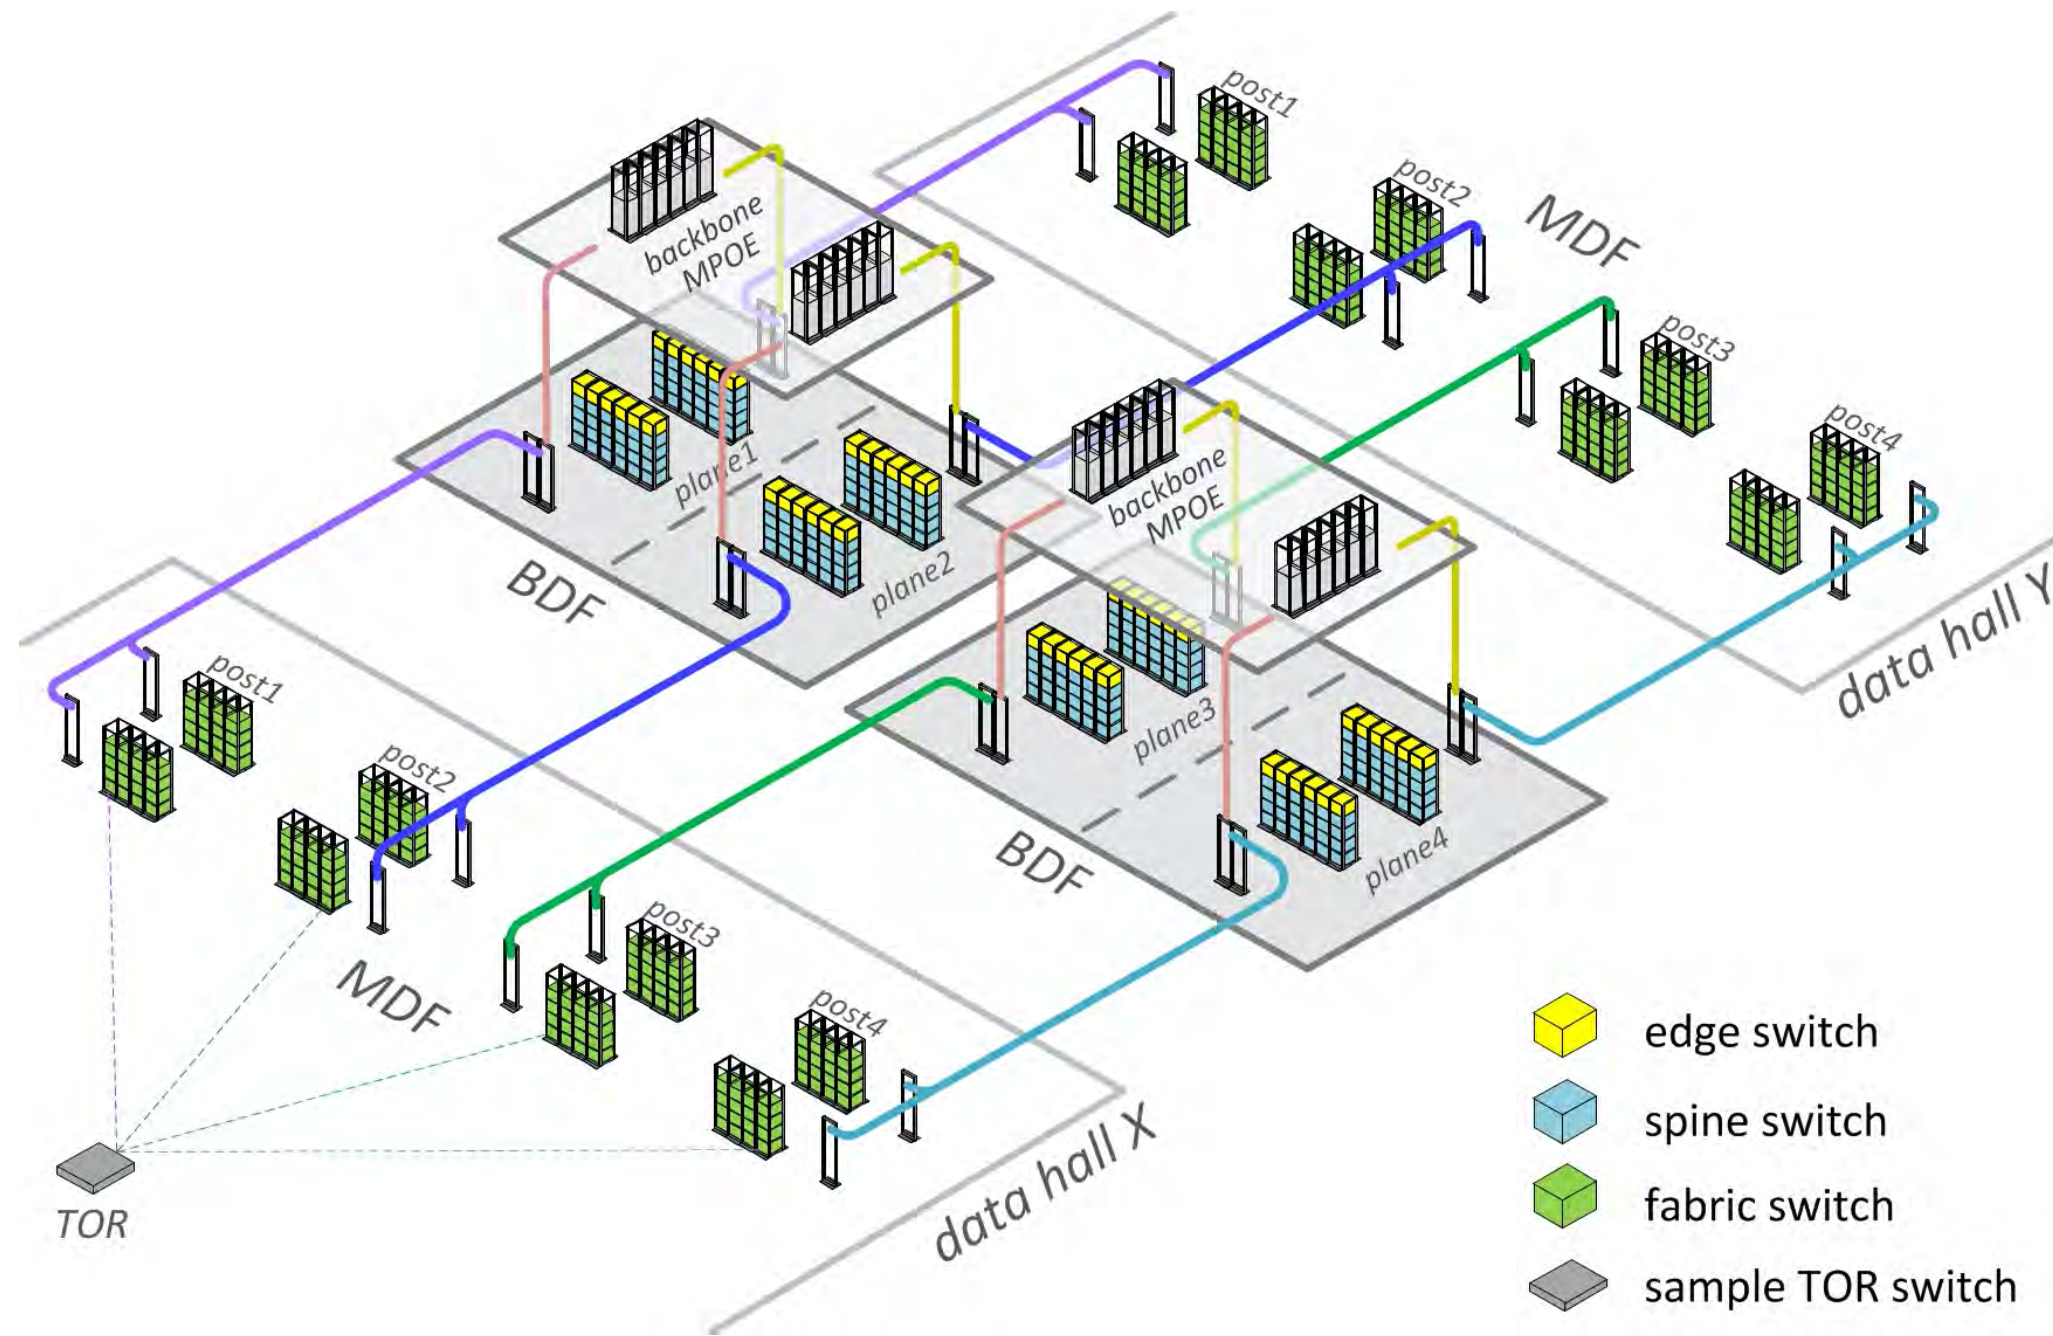 post1
post2
MDF
post3
post4
backbone
MPOE
plane1
plane2
BDF
backbone
MPOE
plane3
plane4
BDF
data hall Y
post1
post2
post3
post4
MDF
data hall X
TOR
edge switch
spine switch
fabric switch
sample TOR switch